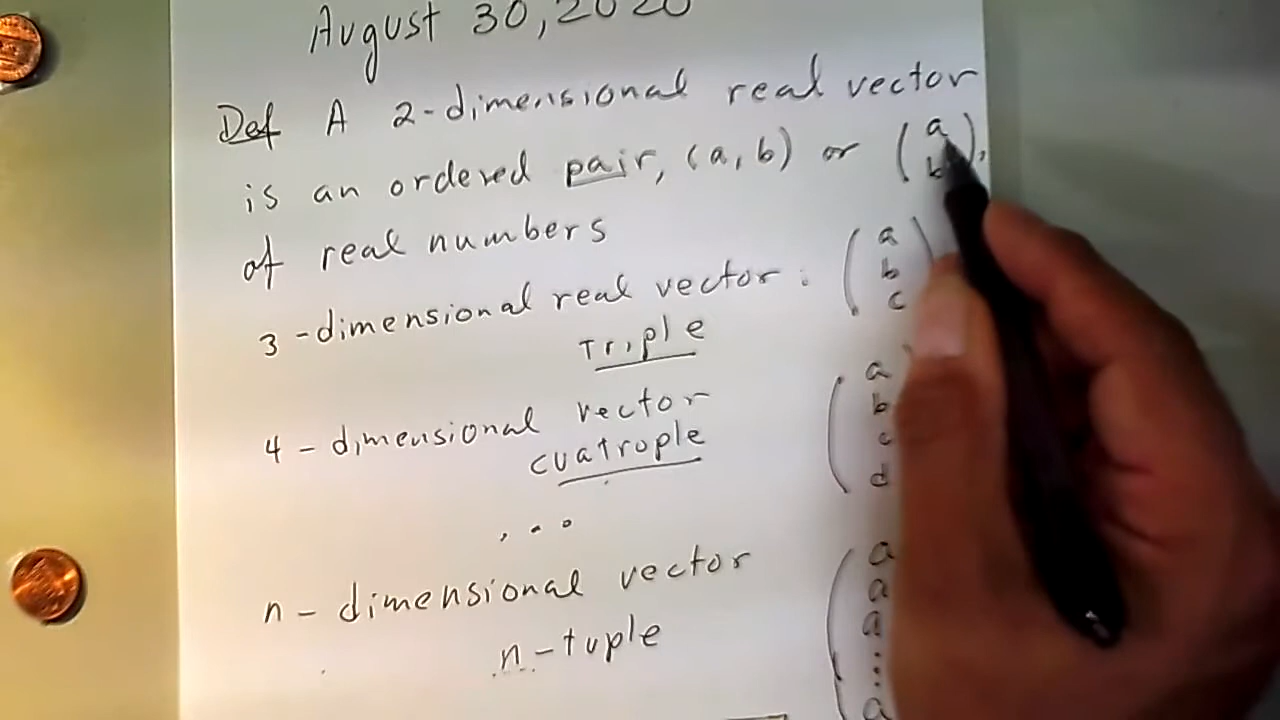 August 30, 2020
Def A 2-dimensional real vector
is an ordered pair, (a, b) or (a b),
of real numbers
3-dimensional real vector: (a b c
Triple
4-dimensional vector (a b c d
cuatruple
...
n-dimensional vector (a a a ⋮ a
n-tuple